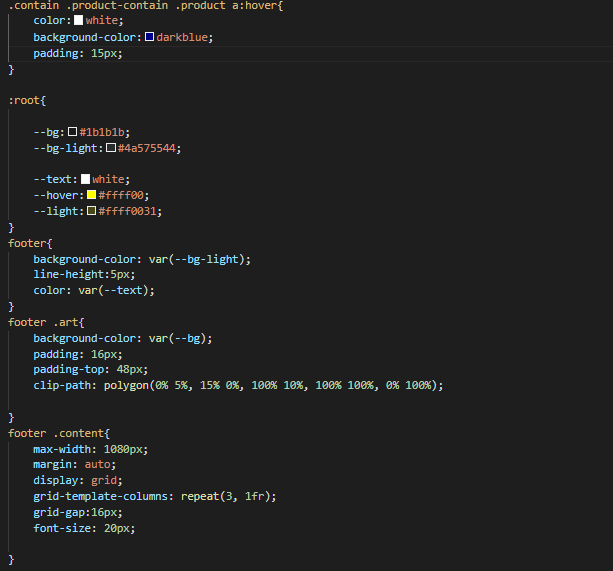 .contain .product-contain .product a:hover{
color: white;
background-color: darkblue;
padding: 15px;
}
:root{
--bg: #1b1b1b;
--bg-light: #4a575544;
--text: white;
--hover: #ffff00;
--light: #ffff0031;
}
footer{
background-color: var(--bg-light);
line-height:5px;
color: var(--text);
}
footer .art{
background-color: var(--bg);
padding: 16px;
padding-top: 48px;
clip-path: polygon(0% 5%, 15% 0%, 100% 10%, 100% 100%, 0% 100%);
}
footer .content{
max-width: 1080px;
margin: auto;
display: grid;
grid-template-columns: repeat(3, 1fr);
grid-gap:16px;
font-size: 20px;
}